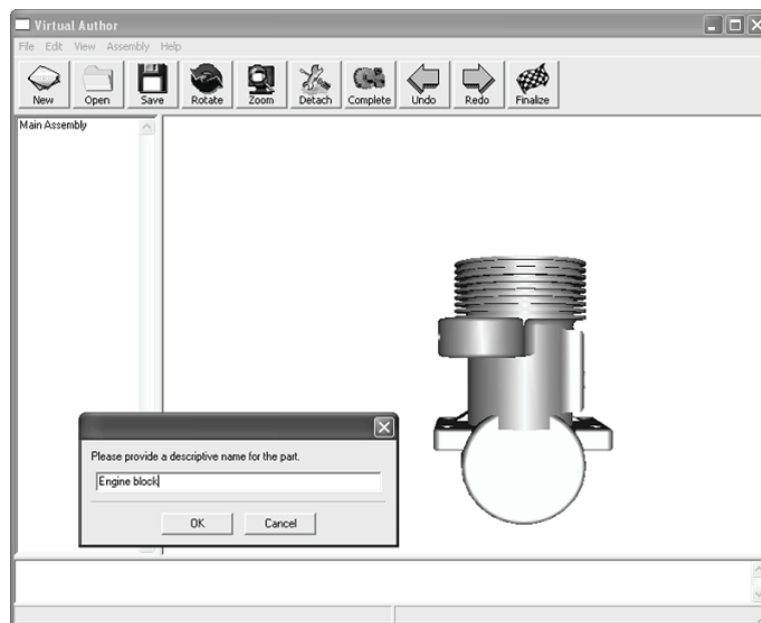 Virtual Author
File Edit View Assembly Help
New Open Save Rotate Zoom Detach Complete Undo Redo Finalize
Main Assembly
Please provide a descriptive name for the part.
Engine block
OK Cancel